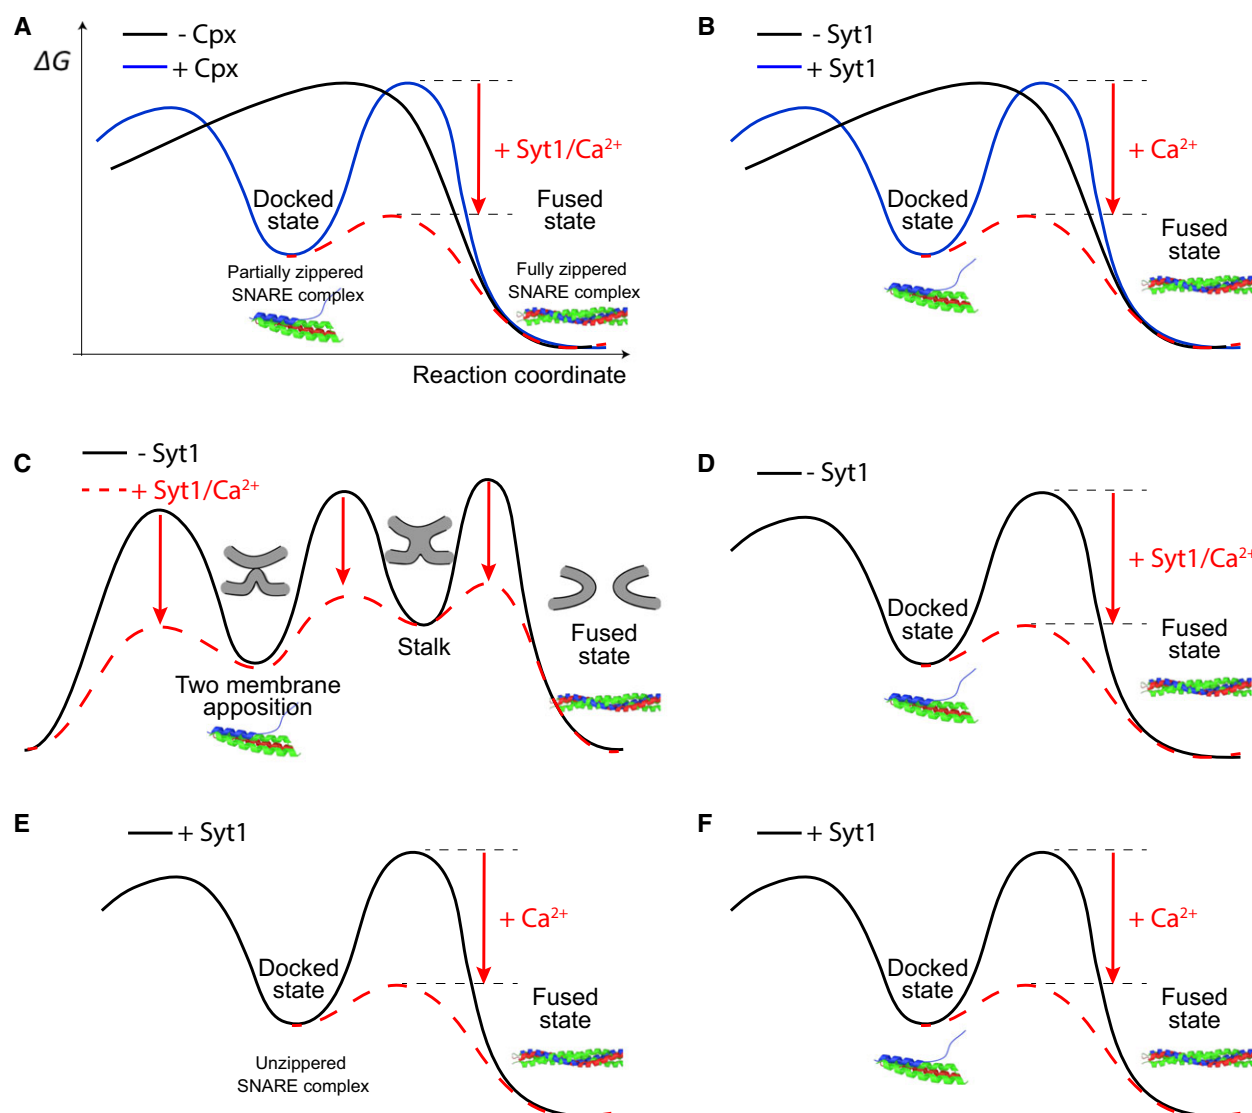 A
ΔG
- Cpx
+ Cpx
+ Syt1/Ca²⁺
Docked
state
Fused
state
Partially zippered
SNARE complex
Fully zippered
SNARE complex
Reaction coordinate
B
- Syt1
+ Syt1
+ Ca²⁺
Docked
state
Fused
state
C
- Syt1
+ Syt1/Ca²⁺
Two membrane
apposition
Stalk
Fused
state
D
- Syt1
+ Syt1/Ca²⁺
Docked
state
Fused
state
E
+ Syt1
+ Ca²⁺
Docked
state
Fused
state
Unzippered
SNARE complex
F
+ Syt1
+ Ca²⁺
Docked
state
Fused
state